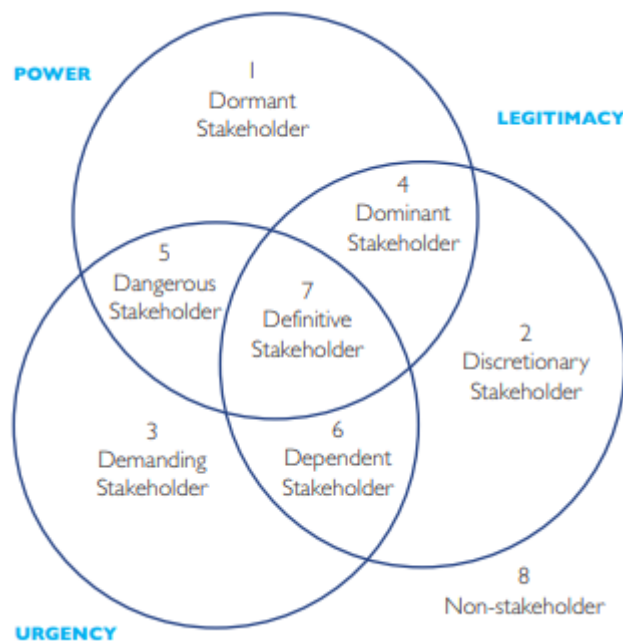 POWER
1
Dormant
Stakeholder
LEGITIMACY
4
Dominant
Stakeholder
5
Dangerous
Stakeholder
7
Definitive
Stakeholder
2
Discretionary
Stakeholder
3
Demanding
Stakeholder
6
Dependent
Stakeholder
8
Non-stakeholder
URGENCY